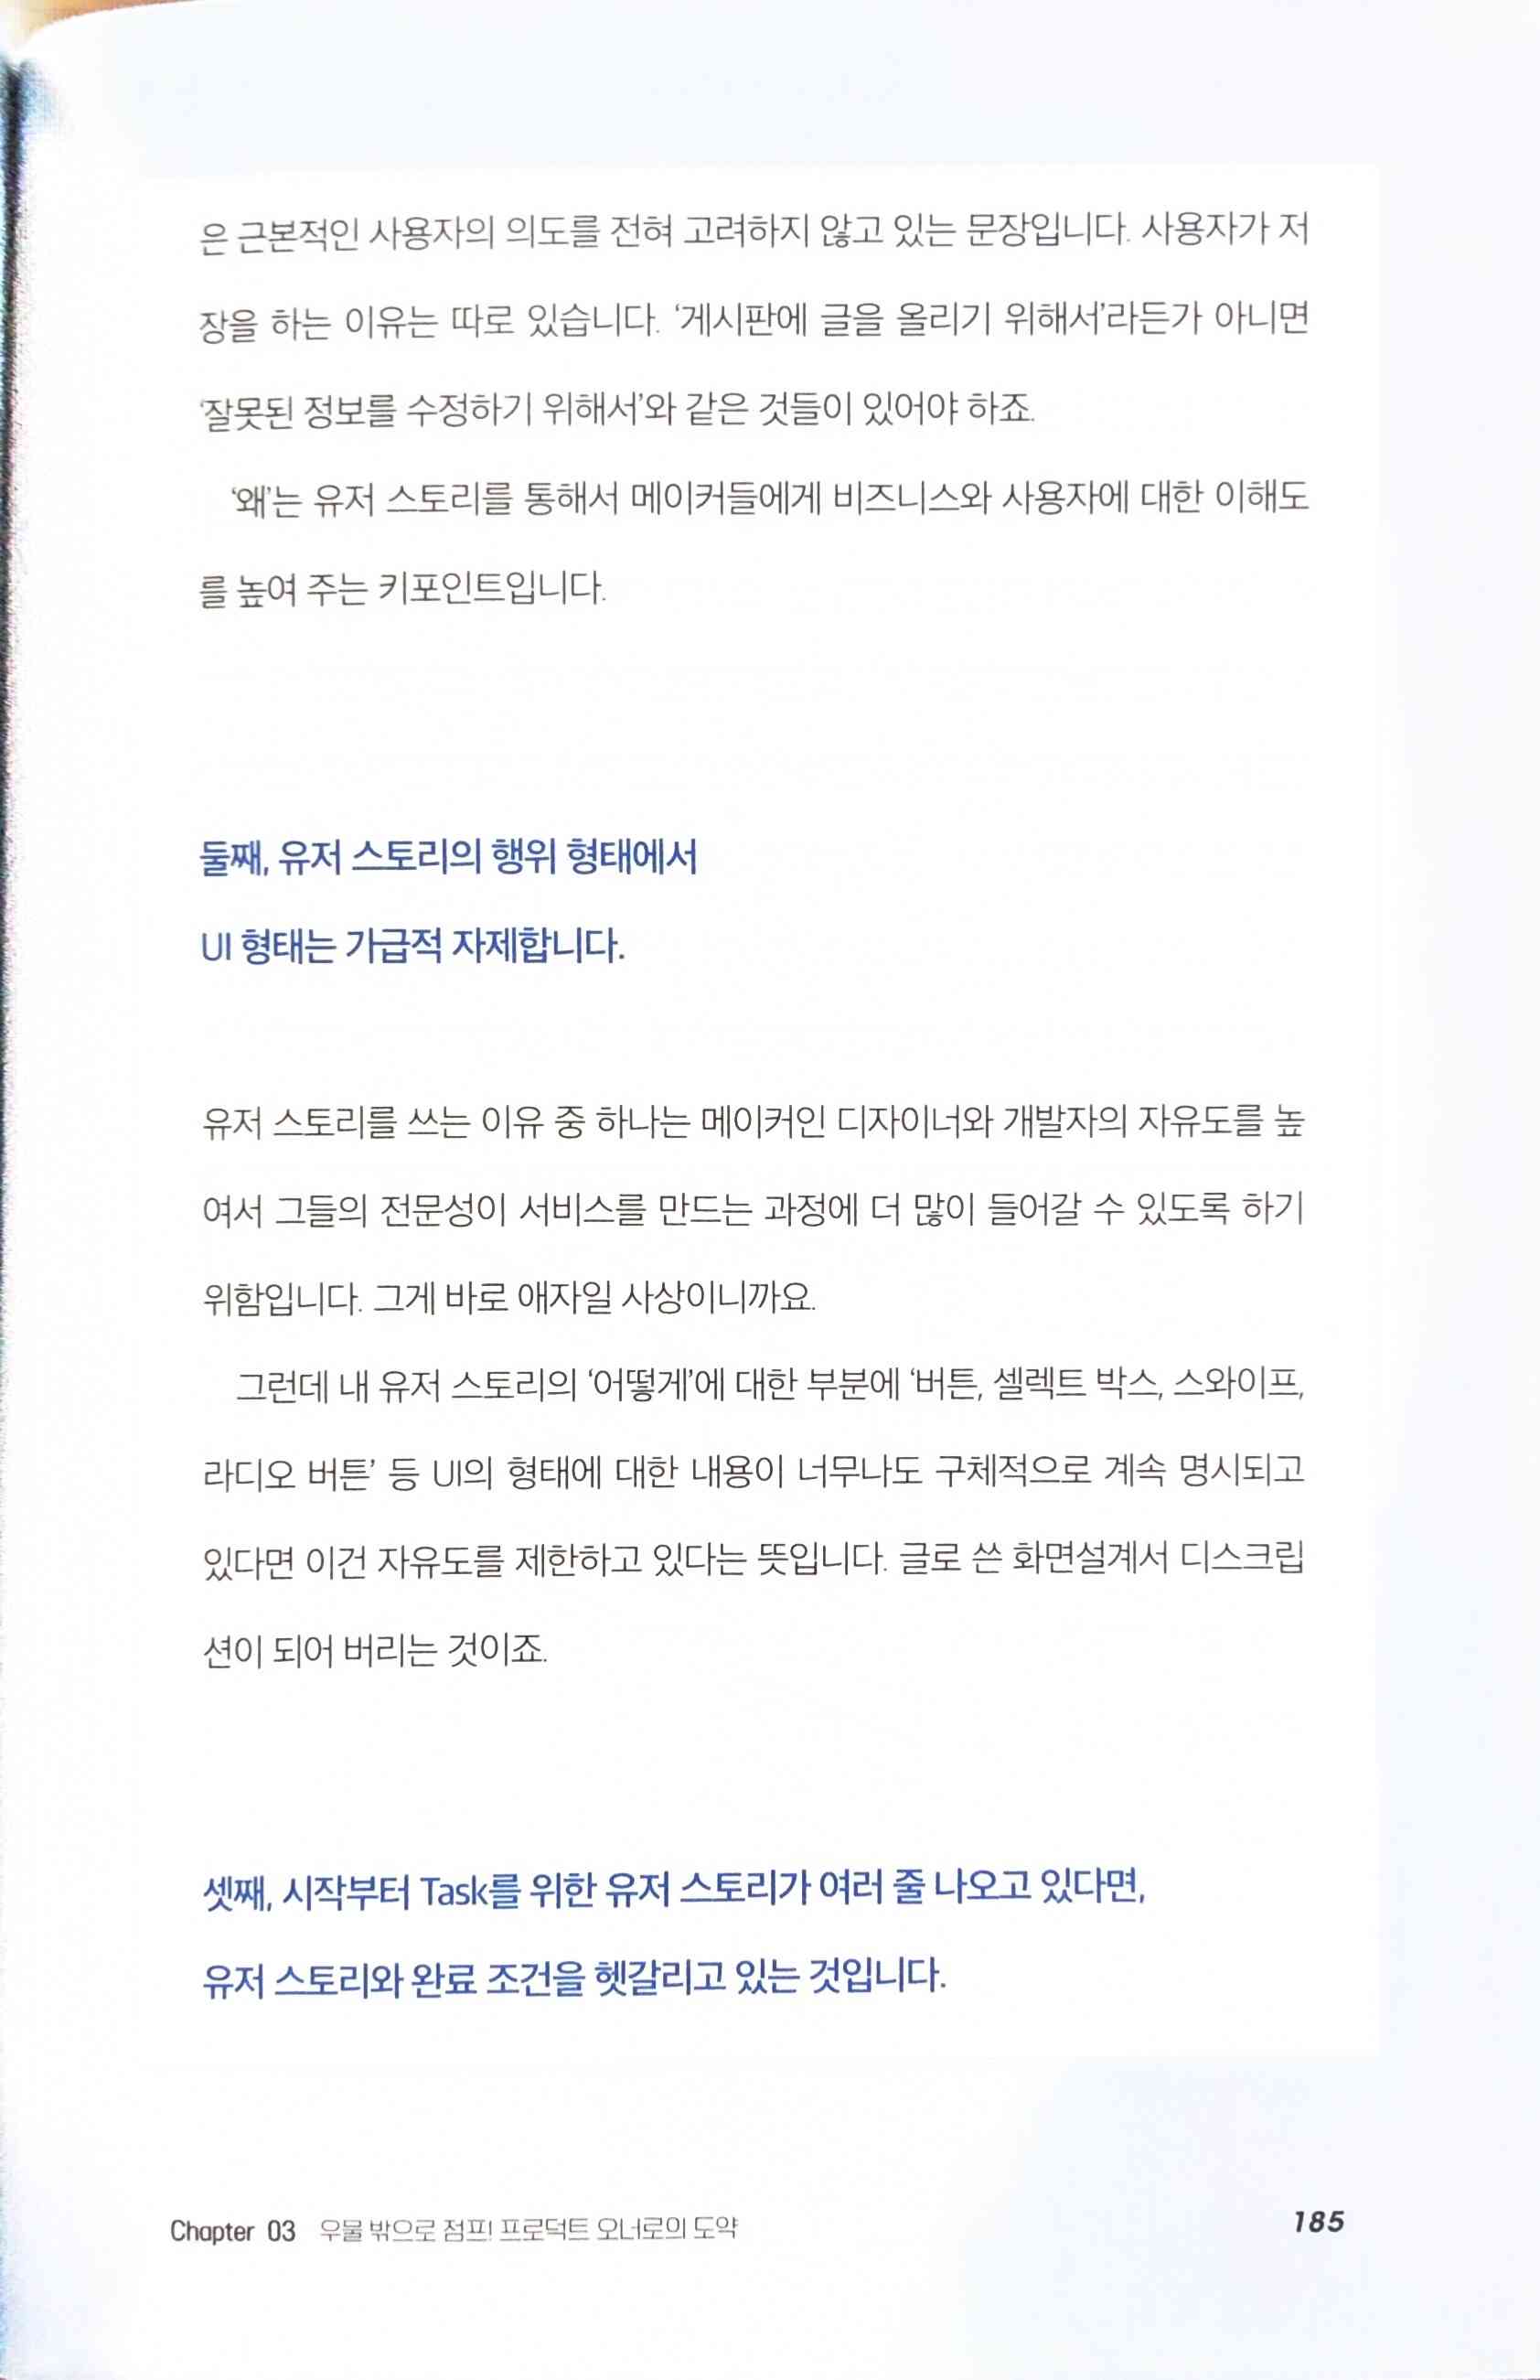 은 근본적인 사용자의 의도를 전혀 고려하지 않고 있는 문장입니다. 사용자가 저
장을 하는 이유는 따로 있습니다. ‘게시판에 글을 올리기 위해서’라든가 아니면
‘잘못된 정보를 수정하기 위해서’와 같은 것들이 있어야 하죠.
‘왜’는 유저 스토리를 통해서 메이커들에게 비즈니스와 사용자에 대한 이해도
를 높여 주는 키포인트입니다.
둘째, 유저 스토리의 행위 형태에서
UI 형태는 가급적 자제합니다.
유저 스토리를 쓰는 이유 중 하나는 메이커인 디자이너와 개발자의 자유도를 높
여서 그들의 전문성이 서비스를 만드는 과정에 더 많이 들어갈 수 있도록 하기
위함입니다. 그게 바로 애자일 사상이니까요.
그런데 내 유저 스토리의 ‘어떻게’에 대한 부분에 ‘버튼, 셀렉트 박스, 스와이프,
라디오 버튼’ 등 UI의 형태에 대한 내용이 너무나도 구체적으로 계속 명시되고
있다면 이건 자유도를 제한하고 있다는 뜻입니다. 글로 쓴 화면설계서 디스크립
션이 되어 버리는 것이죠.
셋째, 시작부터 Task를 위한 유저 스토리가 여러 줄 나오고 있다면,
유저 스토리와 완료 조건을 헷갈리고 있는 것입니다.
Chapter 03 우물 밖으로 점프! 프로덕트 오너로의 도약 185